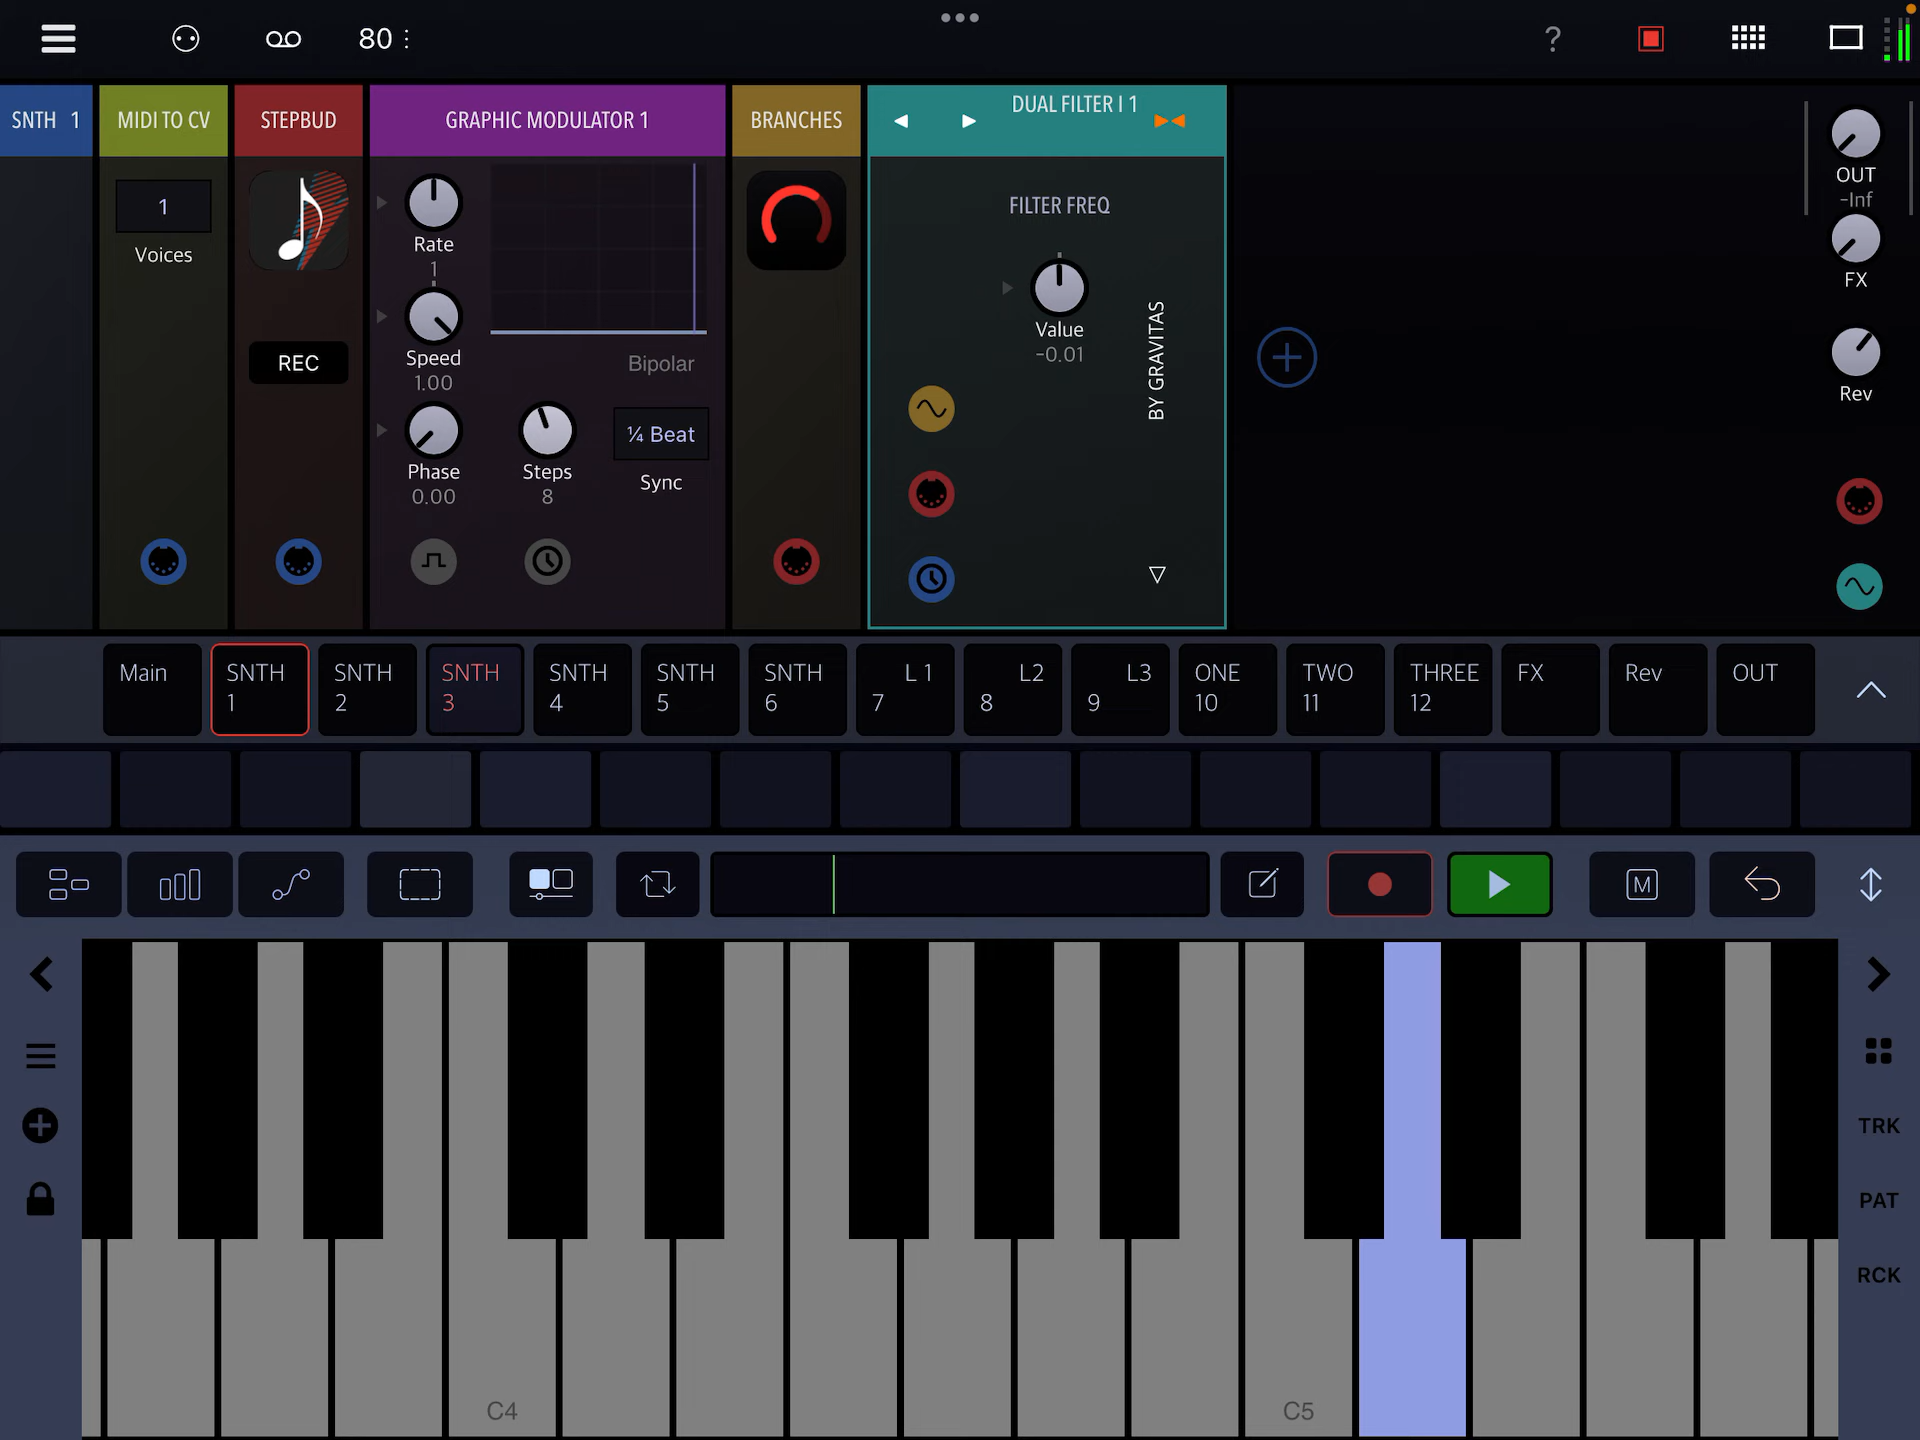 80
?
SNTH 1
MIDI TO CV
STEPBUD
GRAPHIC MODULATOR 1
BRANCHES
DUAL FILTER I 1
1
Voices
REC
Rate
1
Speed
1.00
Phase
0.00
Steps
8
Bipolar
¼ Beat
Sync
FILTER FREQ
Value
-0.01
BY GRAVITAS
OUT
-Inf
FX
Rev
Main
SNTH
1
SNTH
2
SNTH
3
SNTH
4
SNTH
5
SNTH
6
L 1
7
L2
8
L3
9
ONE
10
TWO
11
THREE
12
FX
Rev
OUT
M
TRK
PAT
RCK
C4
C5